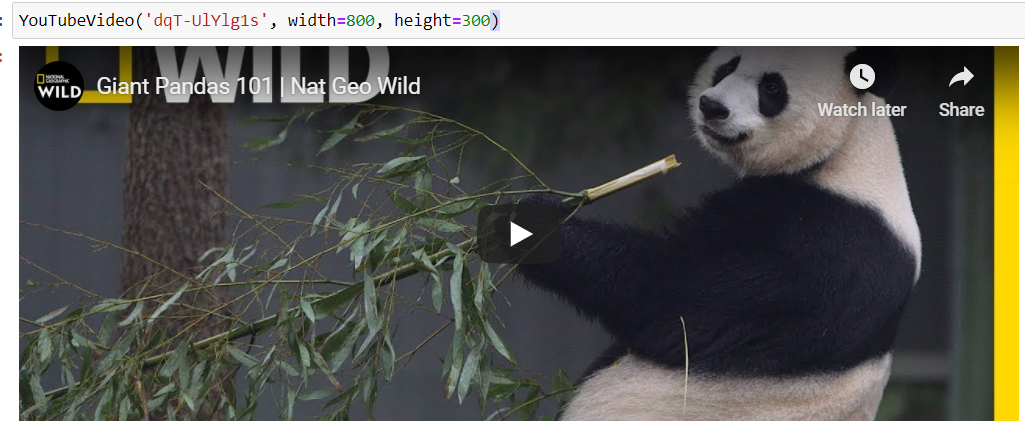 YouTubeVideo('dqT-UlYlg1s', width=800, height=300)
WILD
NATIONAL
GEOGRAPHIC
WILD
Giant Pandas 101 | Nat Geo Wild
Watch later
Share